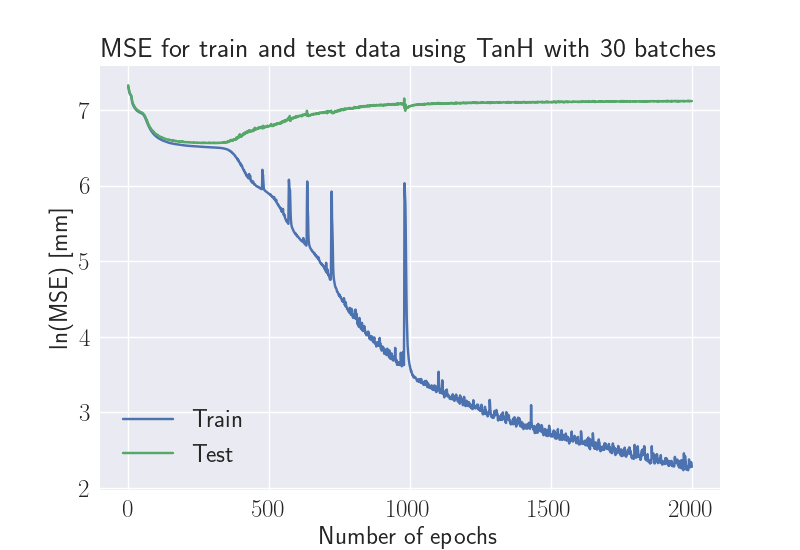 MSE for train and test data using TanH with 30 batches
7
6
5
4
3
2
ln(MSE) [mm]
Train
Test
0 500 1000 1500 2000
Number of epochs